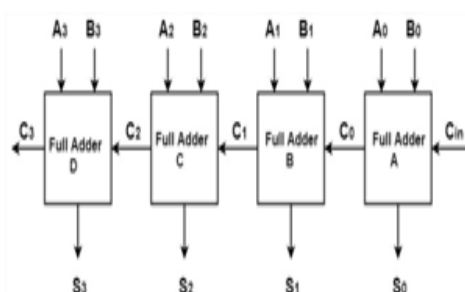 A3 B3 A2 B2 A1 B1 A0 B0
C3 Full Adder D C2 Full Adder C C1 Full Adder B C0 Full Adder A Cin
S3 S2 S1 S0